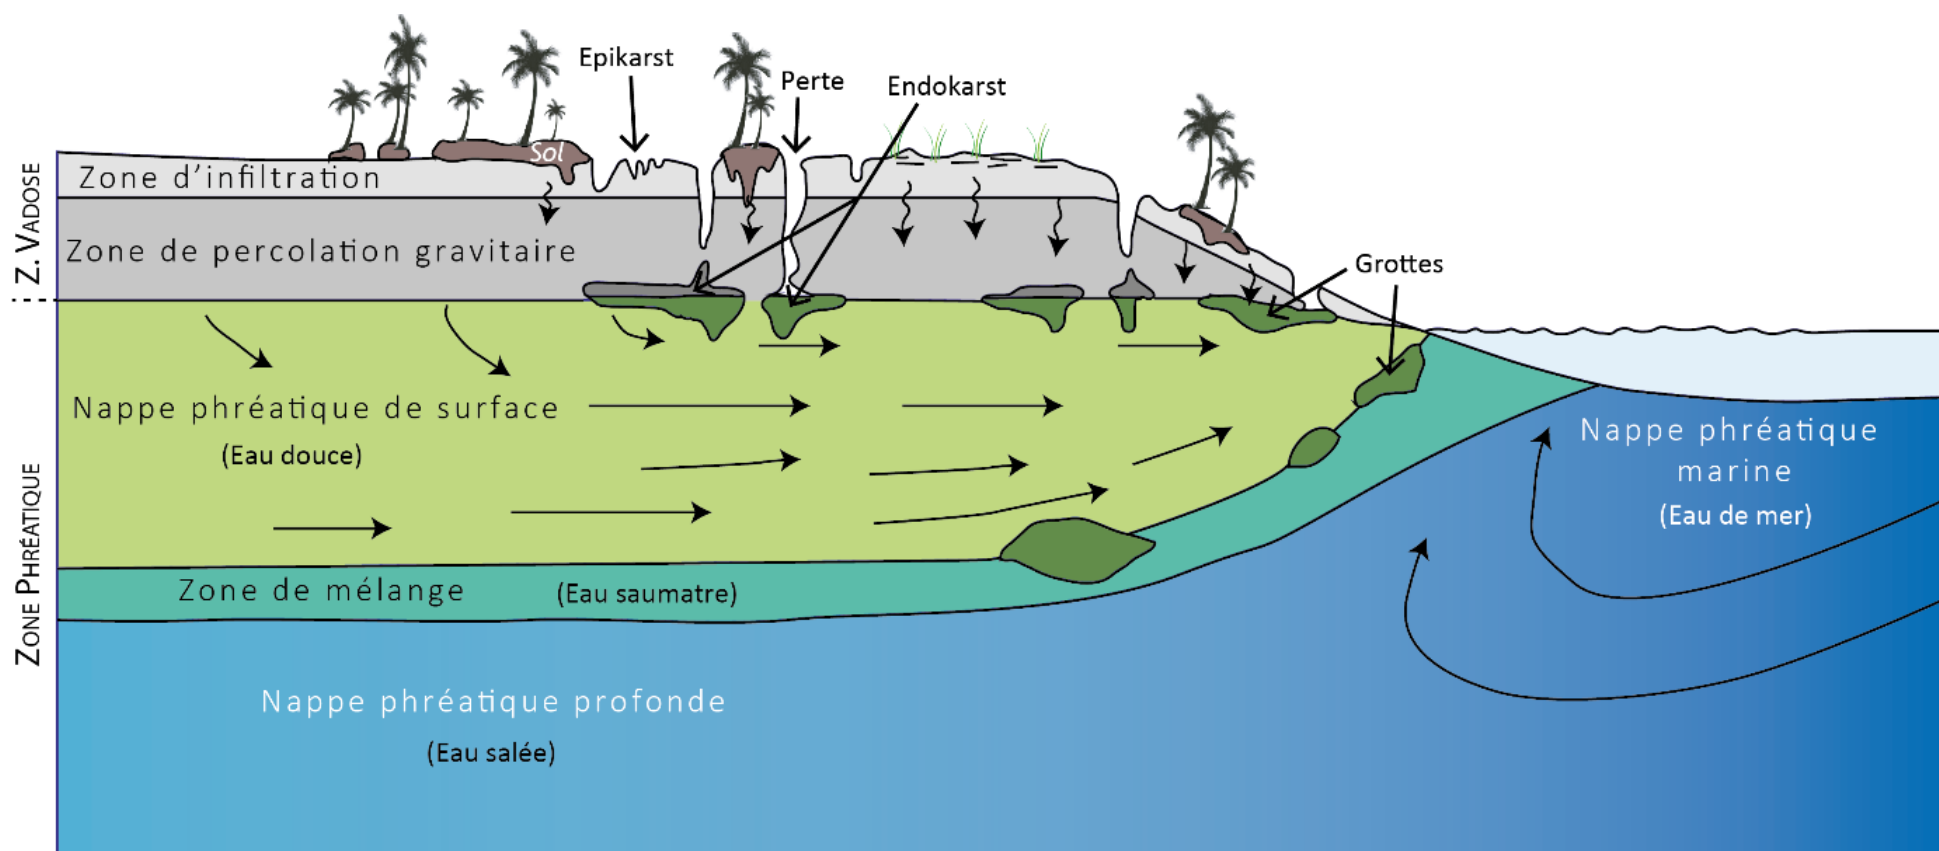 Epikarst
Perte
Endokarst
Sol
Zone d'infiltration
Z. VADOSE
Zone de percolation gravitaire
Grottes
Nappe phréatique de surface
(Eau douce)
Nappe phréatique
marine
(Eau de mer)
ZONE PHRÉATIQUE
Zone de mélange
(Eau saumatre)
Nappe phréatique profonde
(Eau salée)